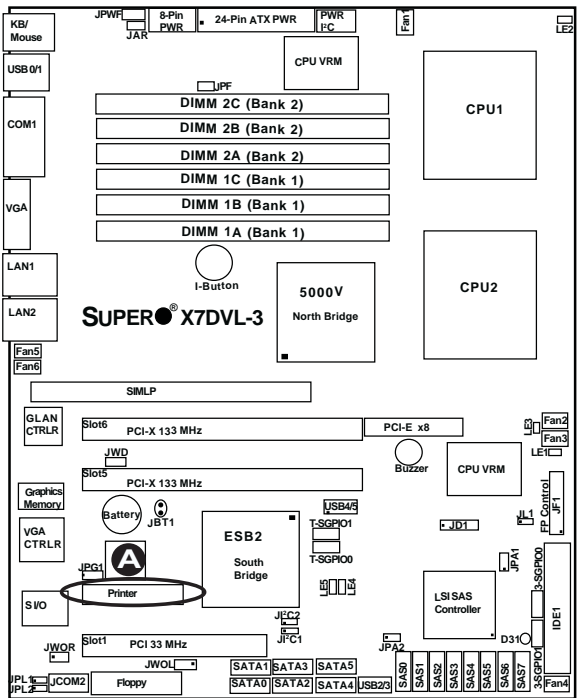 KB/
Mouse
JPWF
JAR
8-Pin
PWR
24-Pin ATX PWR
PWR
I²C
Fan1
LE2
USB0/1
CPU VRM
JPF
COM1
DIMM 2C (Bank 2)
DIMM 2B (Bank 2)
DIMM 2A (Bank 2)
DIMM 1C (Bank 1)
DIMM 1B (Bank 1)
DIMM 1A (Bank 1)
CPU1
VGA
LAN1
I-Button
5000V
North Bridge
CPU2
LAN2
SUPER® X7DVL-3
Fan5
Fan6
SIMLP
GLAN
CTRLR
Slot6
PCI-X 133 MHz
PCI-E x8
LE3
Fan2
Fan3
LE1
JWD
Buzzer
CPU VRM
Slot5
PCI-X 133 MHz
Graphics
Memory
Battery
JBT1
USB4/5
T-SGPIO1
T-SGPIO0
JD1
JL1
FP Control
JF1
VGA
CTRLR
A
ESB2
South
Bridge
JPG1
Printer
LE5
LE4
JPA1
3-SGPIO0
IDE1
S I/O
LSI SAS
Controller
JI²C2
JI²C1
D31
3-SGPIO1
JWOR
Slot1
PCI 33 MHz
JPA2
JWOL
JPL1
JPL2
JCOM2
Floppy
SATA1
SATA3
SATA5
SATA0
SATA2
SATA4
USB2/3
SAS0
SAS1
SAS2
SAS3
SAS4
SAS5
SAS6
SAS7
Fan4